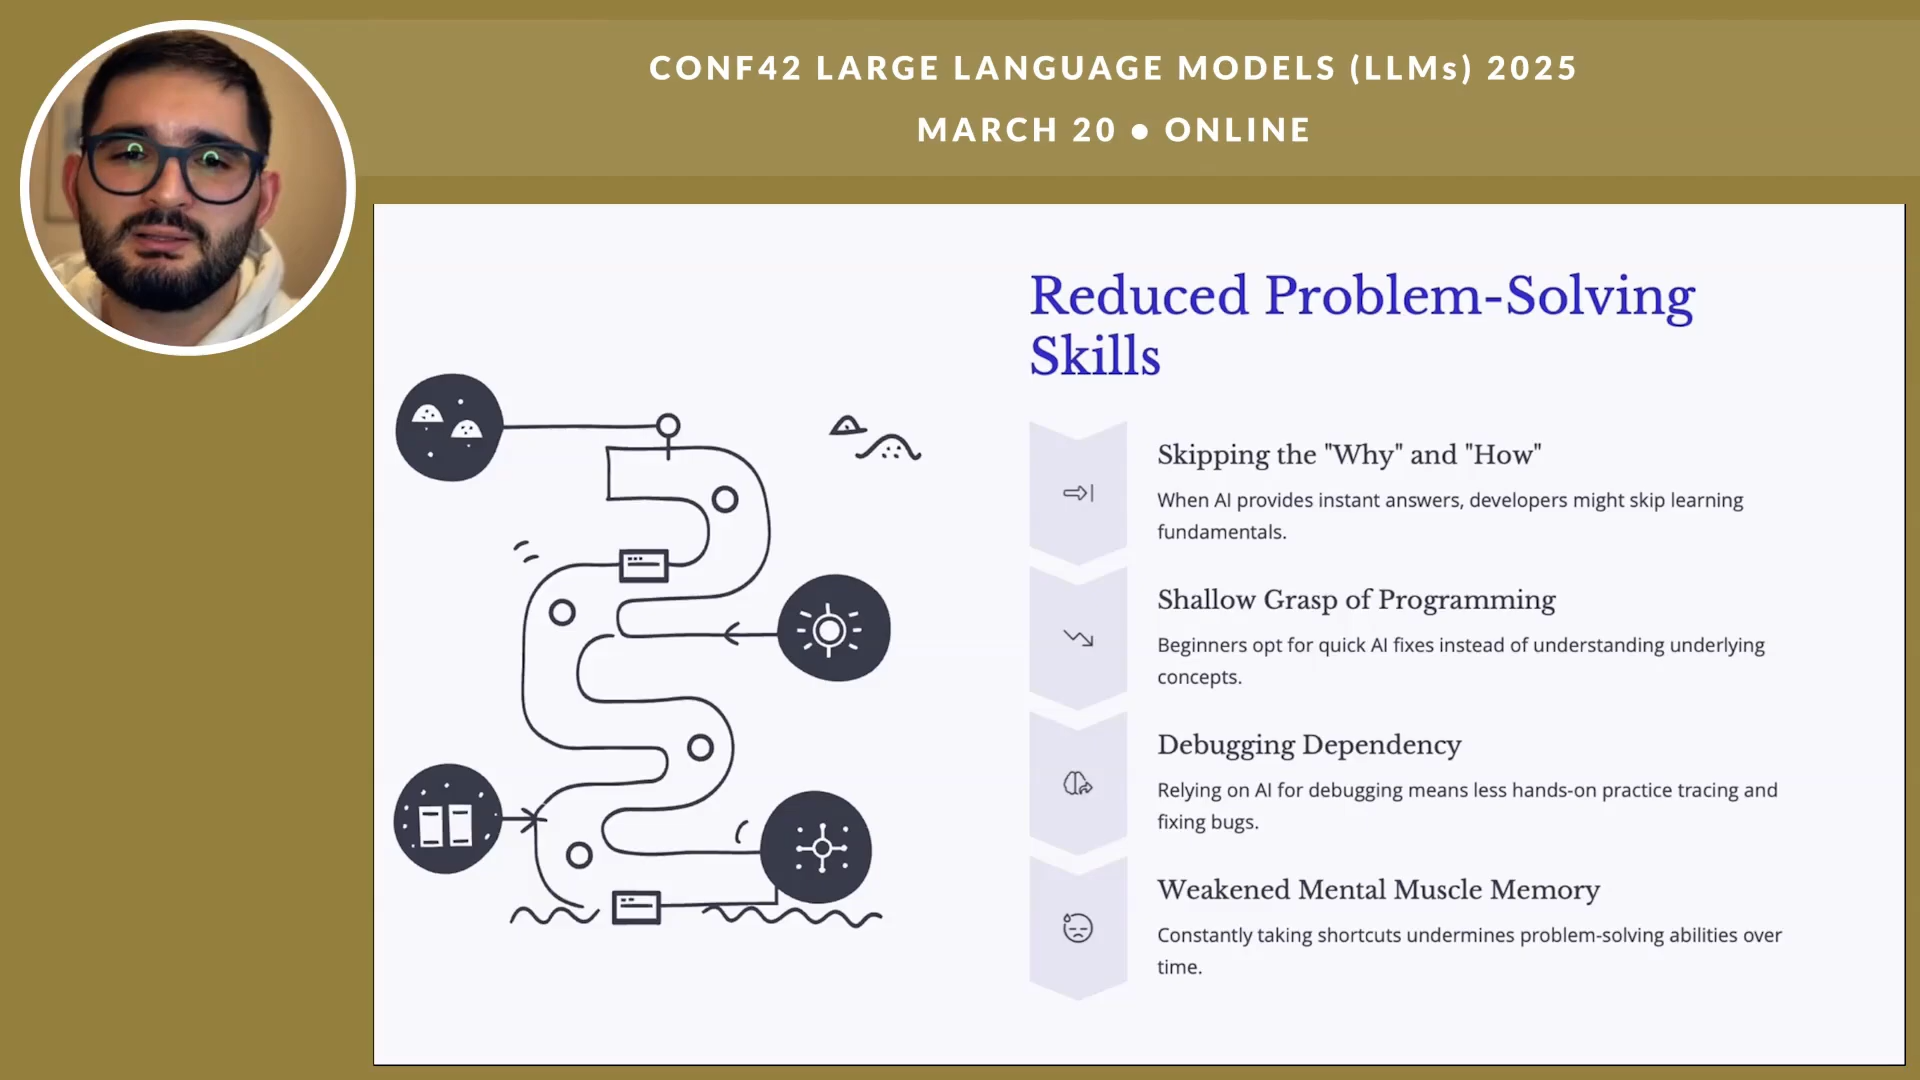 CONF42 LARGE LANGUAGE MODELS (LLMs) 2025
MARCH 20 ● ONLINE
Reduced Problem-Solving
Skills
Skipping the "Why" and "How"
When AI provides instant answers, developers might skip learning
fundamentals.
Shallow Grasp of Programming
Beginners opt for quick AI fixes instead of understanding underlying
concepts.
Debugging Dependency
Relying on AI for debugging means less hands-on practice tracing and
fixing bugs.
Weakened Mental Muscle Memory
Constantly taking shortcuts undermines problem-solving abilities over
time.